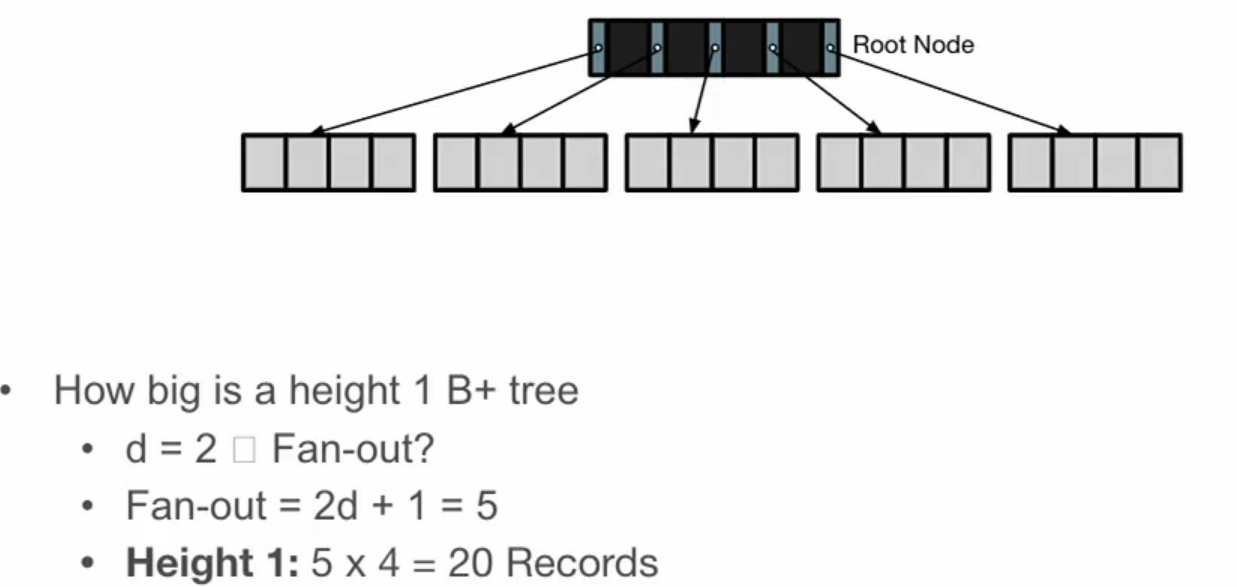 Root Node
• How big is a height 1 B+ tree
• d = 2 □ Fan-out?
• Fan-out = 2d + 1 = 5
• Height 1: 5 x 4 = 20 Records